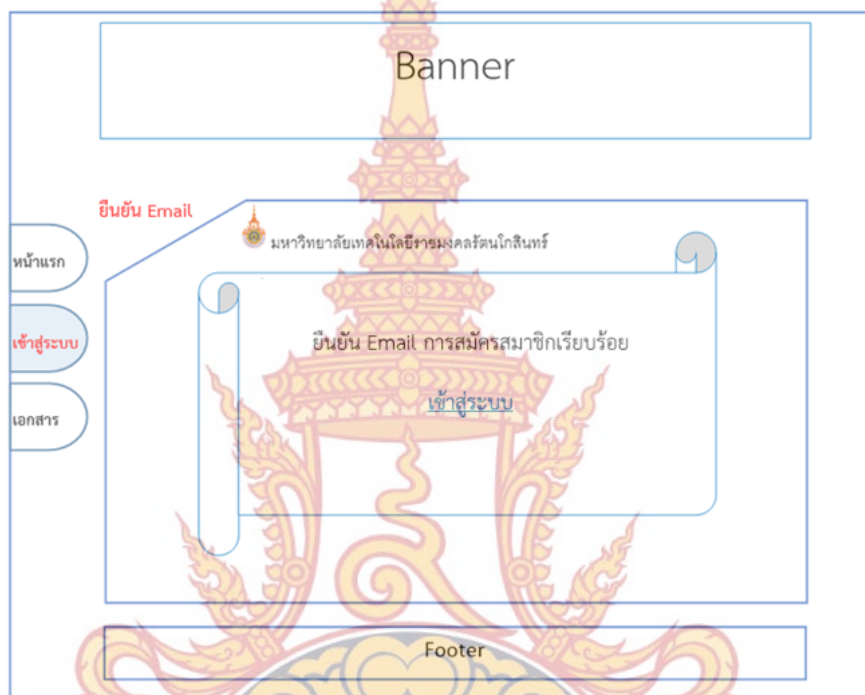 Banner
ยืนยัน Email
มหาวิทยาลัยเทคโนโลยีราชมงคลรัตนโกสินทร์
หน้าแรก
ยืนยัน Email การสมัครสมาชิกเรียบร้อย
เข้าสู่ระบบ
เข้าสู่ระบบ
เอกสาร
Footer